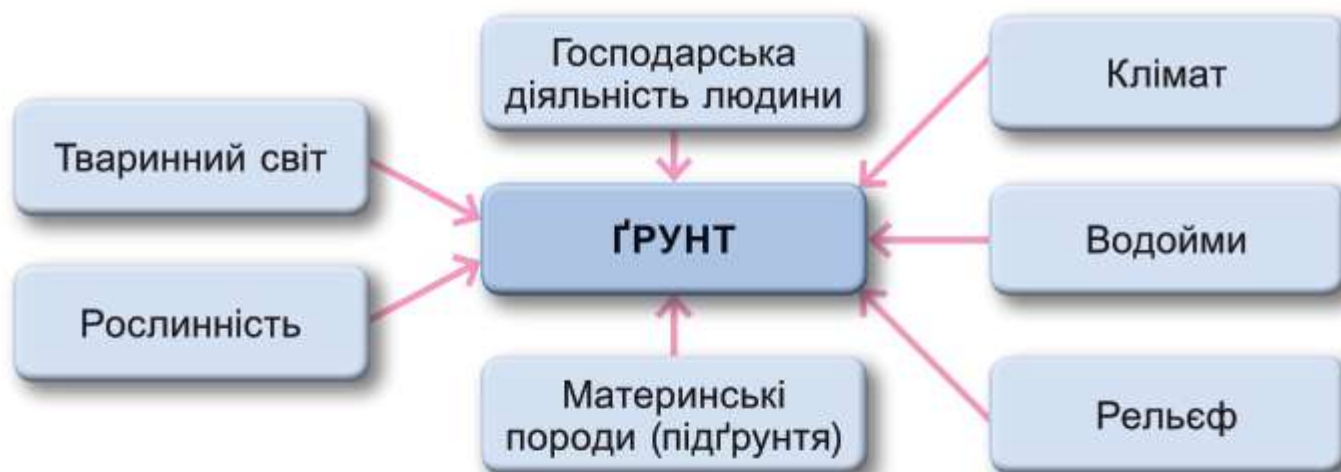 Господарська
діяльність людини
Клімат
Тваринний світ
ҐРУНТ
Водойми
Рослинність
Материнські
породи (підґрунтя)
Рельєф